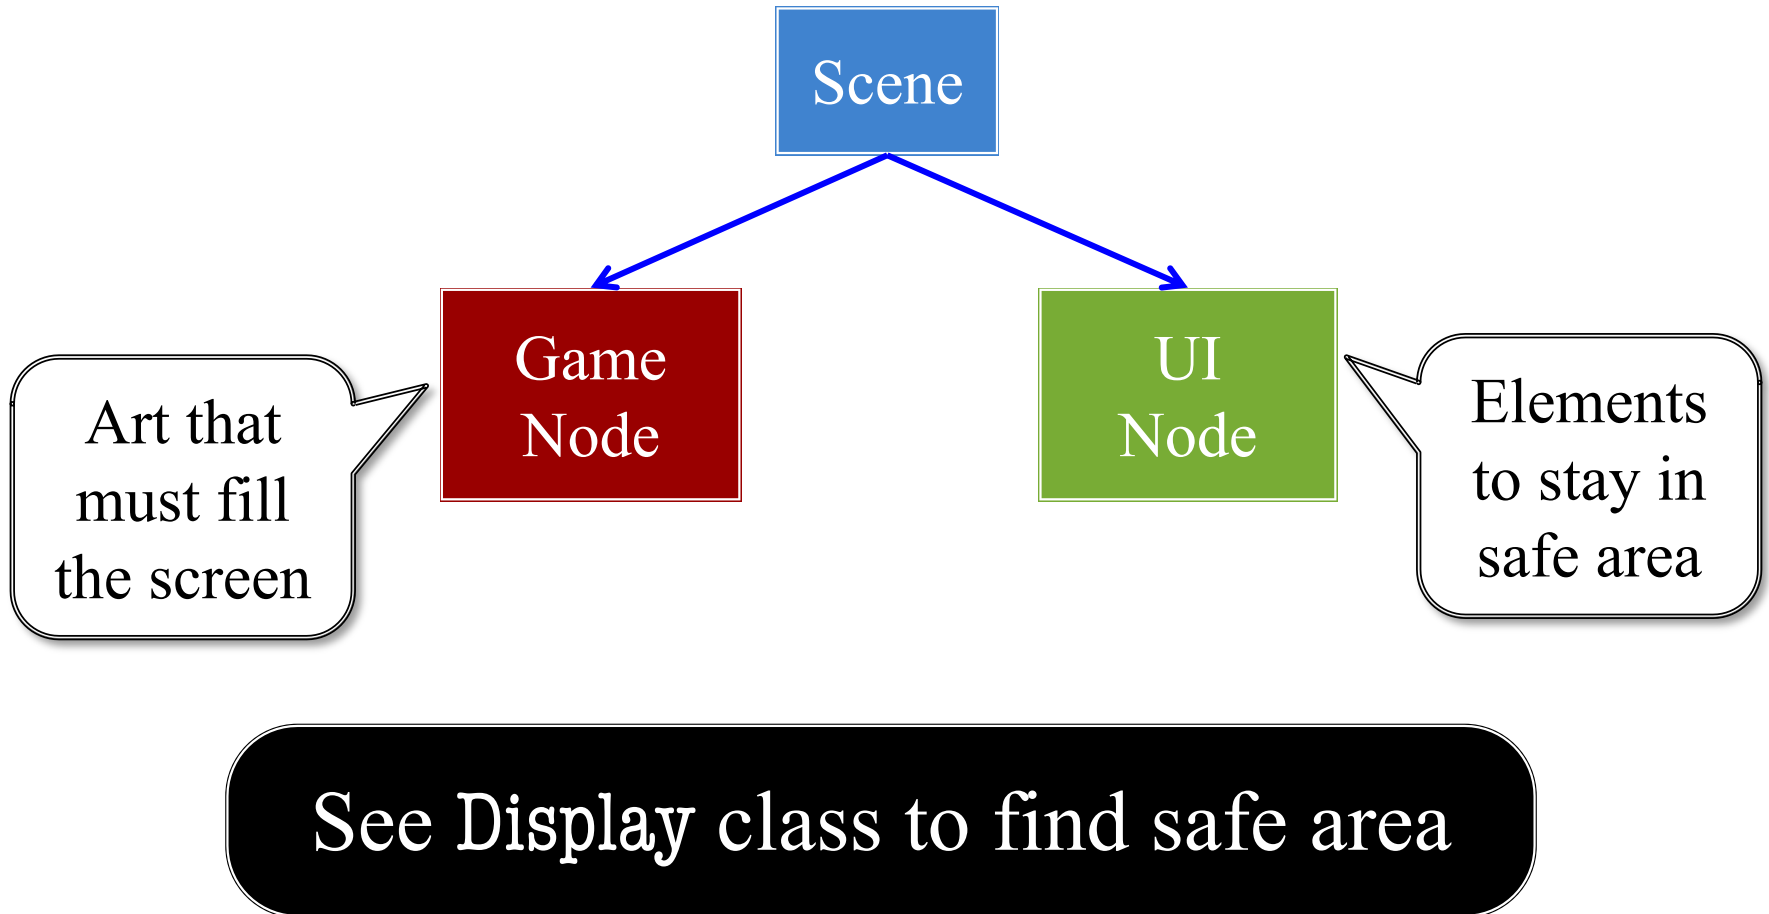 Scene
Game
Node
UI
Node
Art that
must fill
the screen
Elements
to stay in
safe area
See Display class to find safe area